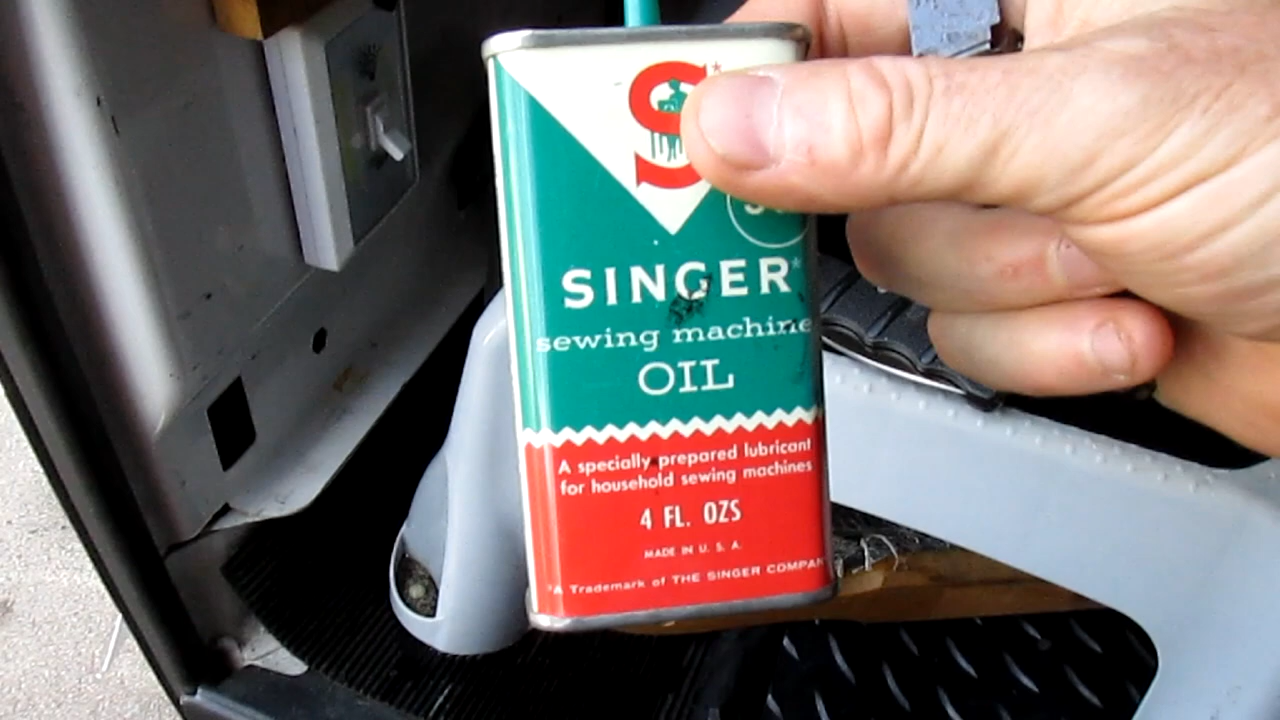 S*
SINGER*
sewing machine
OIL
A specially prepared lubricant
for household sewing machines
4 FL. OZS
MADE IN U. S. A.
*A Trademark of THE SINGER COMPAN